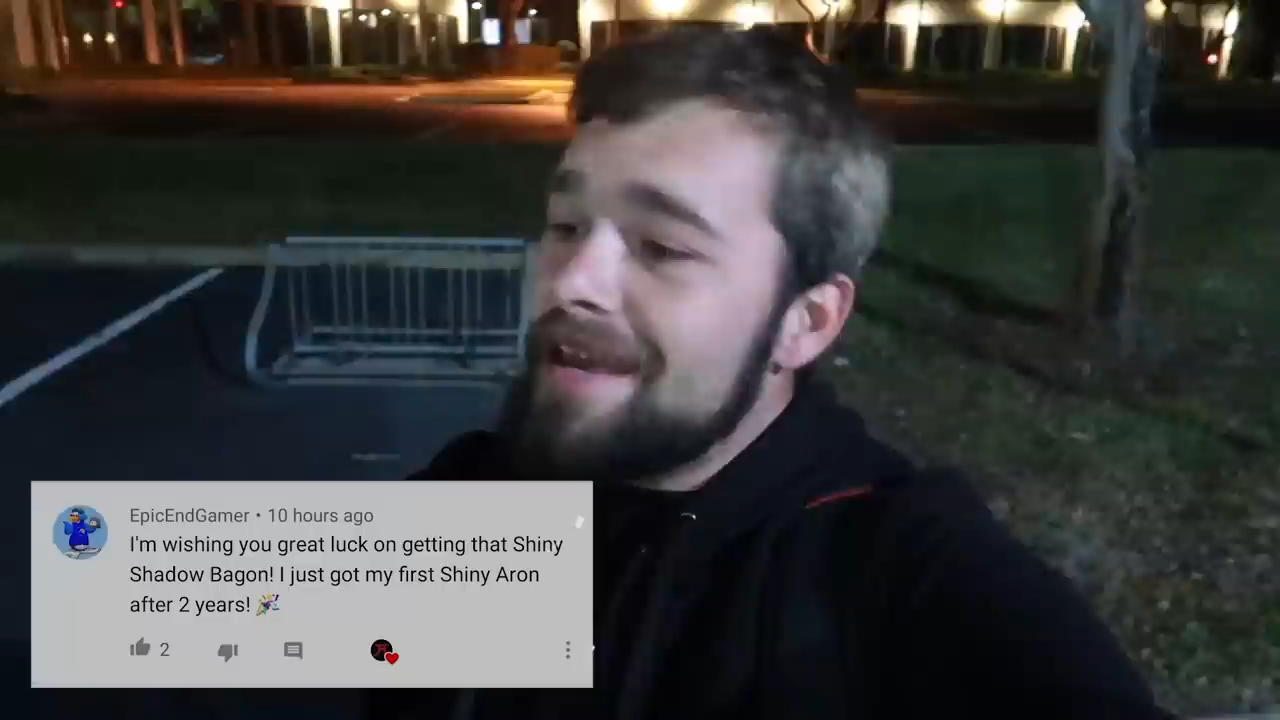 EpicEndGamer • 10 hours ago
I'm wishing you great luck on getting that Shiny
Shadow Bagon! I just got my first Shiny Aron
after 2 years! 🎉
2